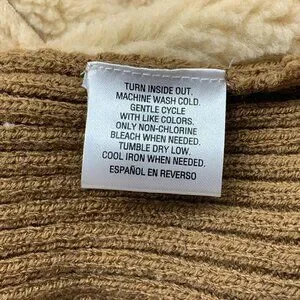 TURN INSIDE OUT.
MACHINE WASH COLD.
GENTLE CYCLE
WITH LIKE COLORS.
ONLY NON-CHLORINE
BLEACH WHEN NEEDED.
TUMBLE DRY LOW.
COOL IRON WHEN NEEDED.
ESPAÑOL EN REVERSO